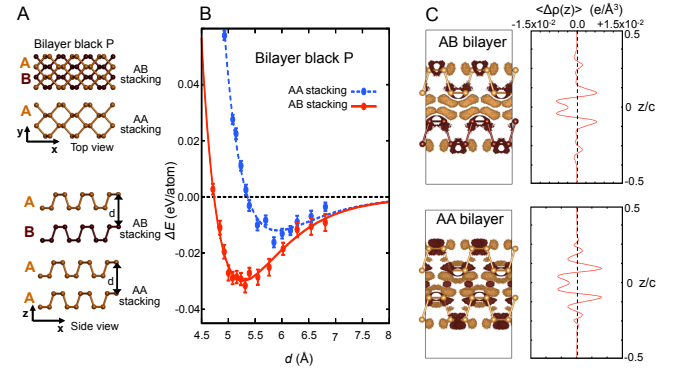 A
Bilayer black P
A
B
AB
stacking
A
AA
stacking
y
x
Top view
A
d
AB
stacking
B
A
d
AA
stacking
A
z
x
Side view
B
Bilayer black P
AA stacking
AB stacking
ΔE (eV/atom)
0.04
0.02
0.00
-0.02
-0.04
4.5 5 5.5 6 6.5 7 7.5 8
d (Å)
C
<Δρ(z)> (e/Å³)
-1.5x10⁻² 0 +1.5x10⁻²
AB bilayer
0.5
0 z/c
-0.5
AA bilayer
0.5
0 z/c
-0.5